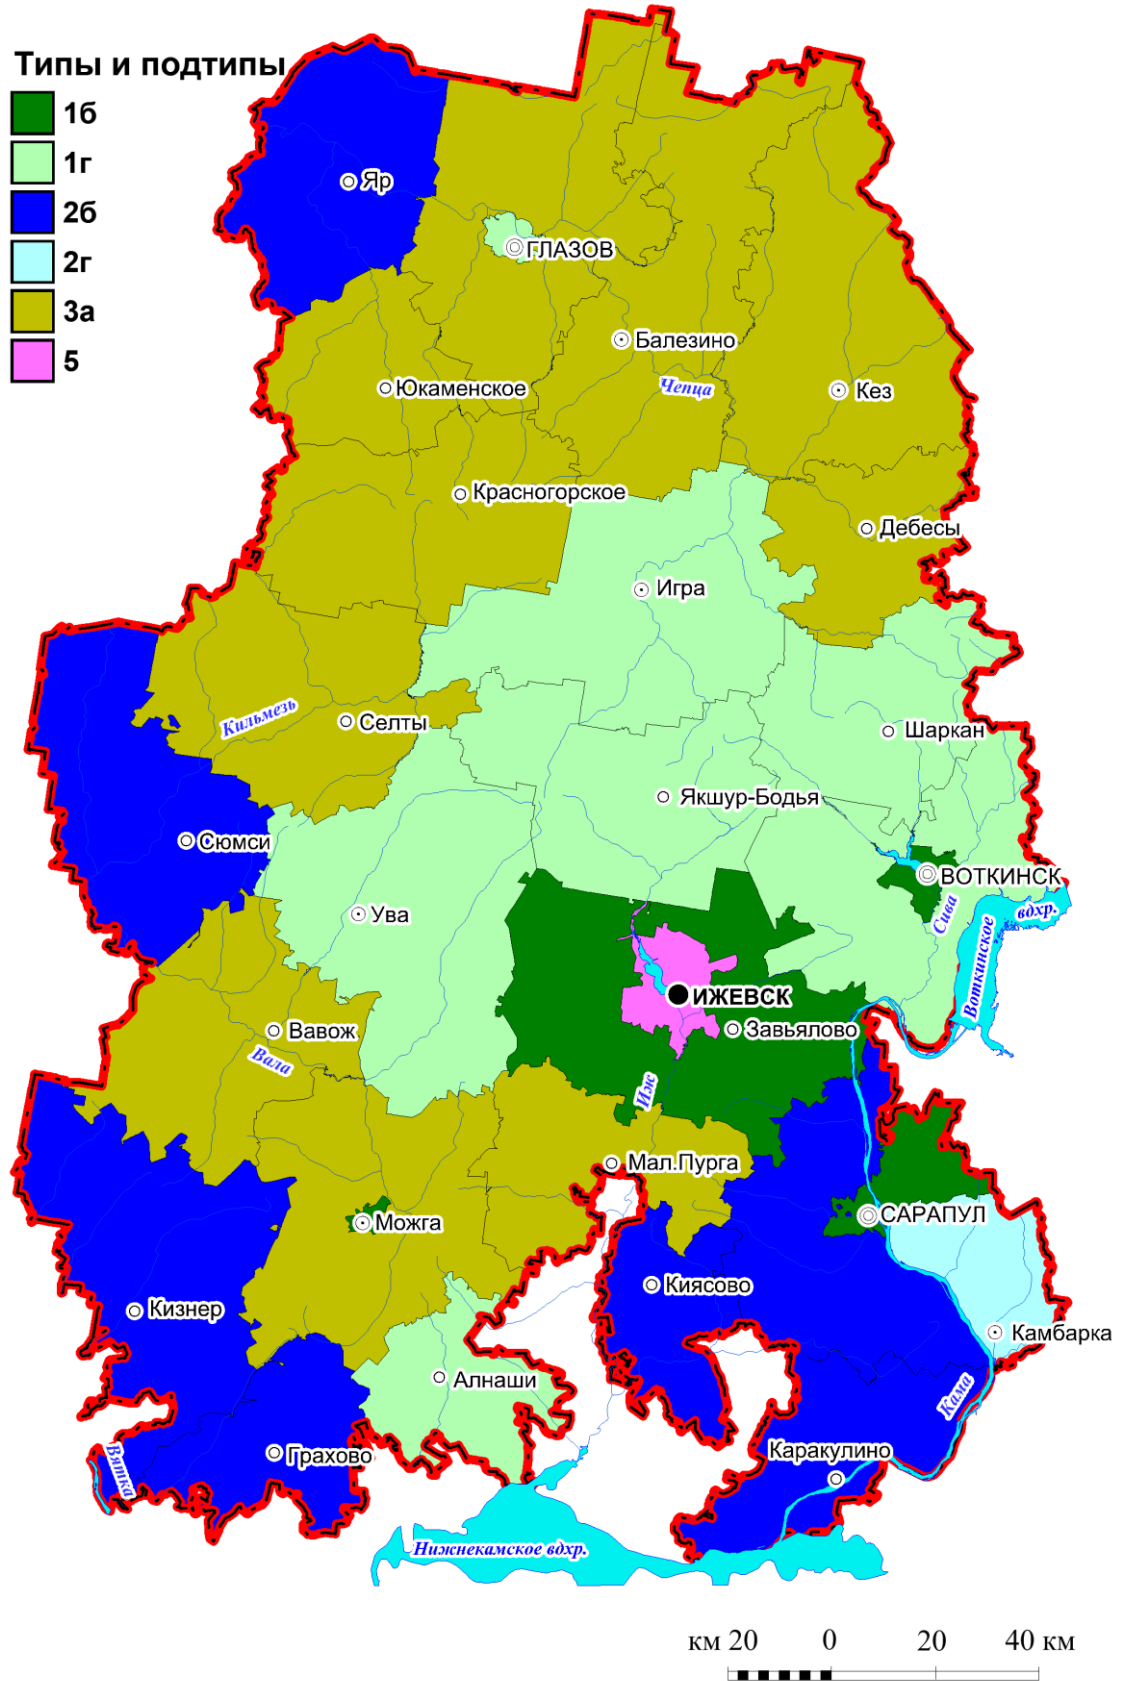 Типы и подтипы
1б
1г
2б
2г
3а
5
Яр
ГЛАЗОВ
Балезино
Чепца
Кез
Юкаменское
Красногорское
Дебесы
Игра
Кильмезь
Селты
Шаркан
Якшур-Бодья
Сюмси
ВОТКИНСК
Ува
Сива
Воткинское
вдхр.
ИЖЕВСК
Завьялово
Вавож
Вала
Иж
Мал.Пурга
САРАПУЛ
Можга
Киясово
Кизнер
Камбарка
Алнаши
Кама
Каракулино
Грахово
Вятка
Нижнекамское вдхр.
км 20 0 20 40 км